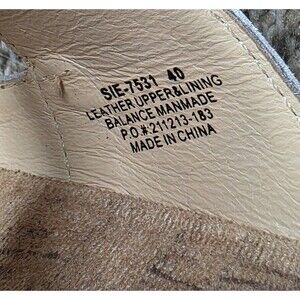 SIE-7531 40
LEATHER UPPER&LINING
BALANCE MANMADE
P.O.#:211213-183
MADE IN CHINA